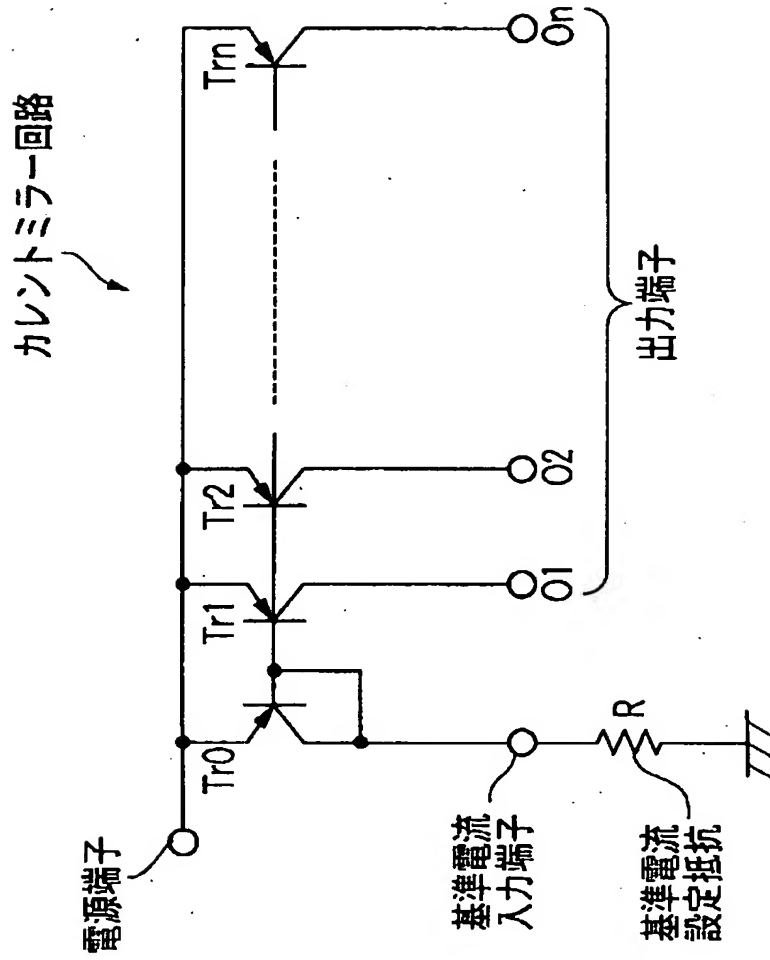 カレントミラー回路
電源端子
Tr0
Tr1
Tr2
Trn
基準電流
入力端子
R
基準電流
設定抵抗
O1
O2
On
出力端子